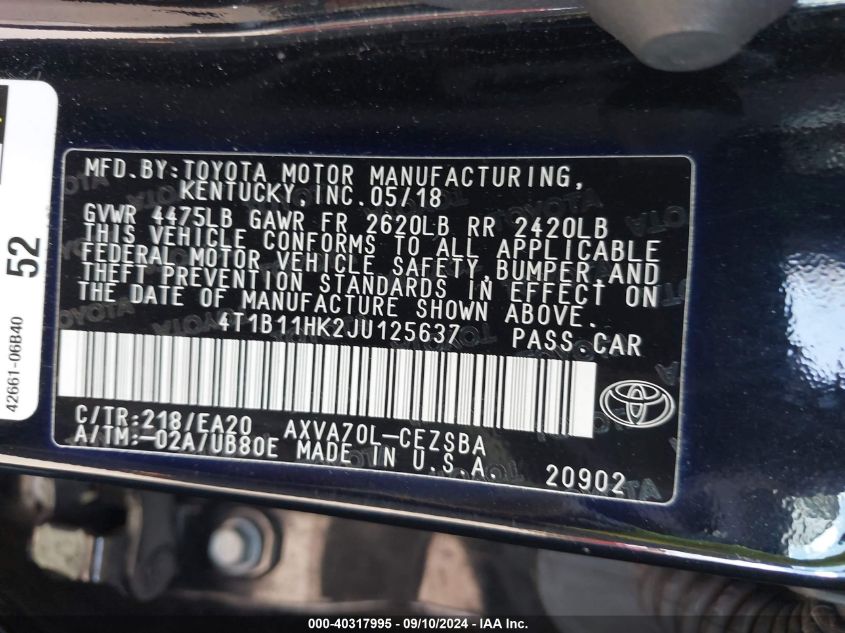 MFD.BY:TOYOTA MOTOR MANUFACTURING,
KENTUCKY,INC.05/18
GVWR 4475LB GAWR FR 2620LB RR 2420LB
THIS VEHICLE CONFORMS TO ALL APPLICABLE
FEDERAL MOTOR VEHICLE SAFETY,BUMPER,AND
THEFT PREVENTION STANDARDS IN EFFECT ON
THE DATE OF MANUFACTURE SHOWN ABOVE.
4T1B11HK2JU125637 PASS.CAR
C/TR:218/EA20 AXVA70L-CEZSBA
A/TM:-02A/UB80E MADE IN U.S.A. 20902
52
42661-06B40
000-40317995 - 09/10/2024 - IAA Inc.